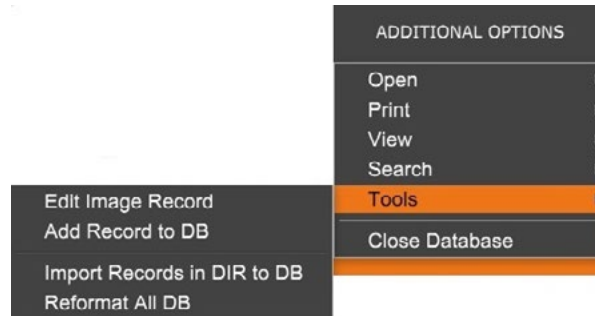 ADDITIONAL OPTIONS
Open
Print
View
Search
Tools
Close Database
Edit Image Record
Add Record to DB
Import Records in DIR to DB
Reformat All DB